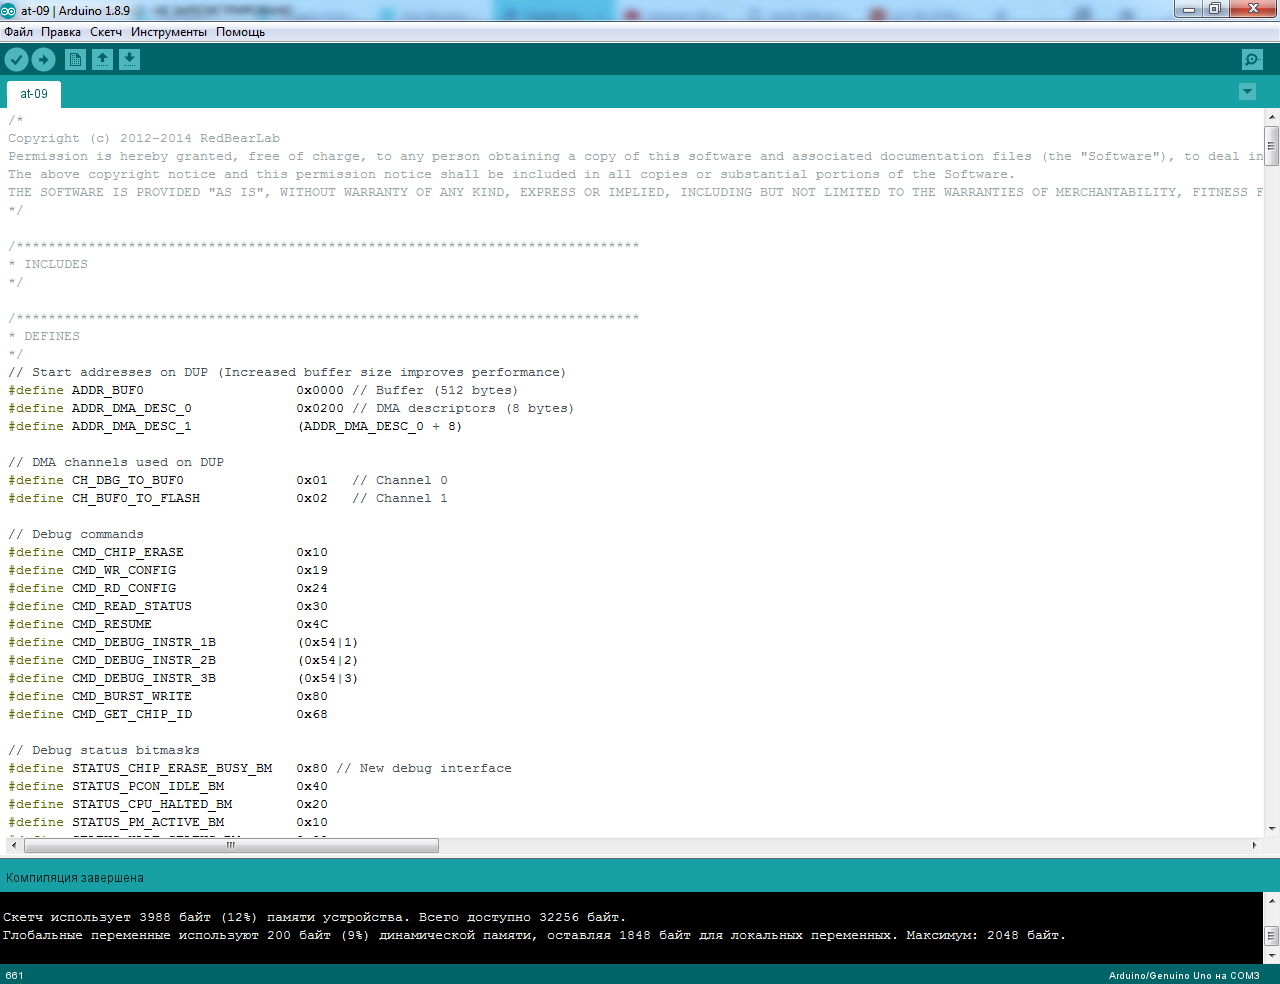 at-09 | Arduino 1.8.9
Файл Правка Скетч Инструменты Помощь
at-09
/*
Copyright (c) 2012-2014 RedBearLab
Permission is hereby granted, free of charge, to any person obtaining a copy of this software and associated documentation files (the "Software"), to deal in
The above copyright notice and this permission notice shall be included in all copies or substantial portions of the Software.
THE SOFTWARE IS PROVIDED "AS IS", WITHOUT WARRANTY OF ANY KIND, EXPRESS OR IMPLIED, INCLUDING BUT NOT LIMITED TO THE WARRANTIES OF MERCHANTABILITY, FITNESS F
*/
/******************************************************************************
* INCLUDES
*/
/******************************************************************************
* DEFINES
*/
// Start addresses on DUP (Increased buffer size improves performance)
#define ADDR_BUF0 0x0000 // Buffer (512 bytes)
#define ADDR_DMA_DESC_0 0x0200 // DMA descriptors (8 bytes)
#define ADDR_DMA_DESC_1 (ADDR_DMA_DESC_0 + 8)
// DMA channels used on DUP
#define CH_DBG_TO_BUF0 0x01 // Channel 0
#define CH_BUF0_TO_FLASH 0x02 // Channel 1
// Debug commands
#define CMD_CHIP_ERASE 0x10
#define CMD_WR_CONFIG 0x19
#define CMD_RD_CONFIG 0x24
#define CMD_READ_STATUS 0x30
#define CMD_RESUME 0x4C
#define CMD_DEBUG_INSTR_1B (0x54|1)
#define CMD_DEBUG_INSTR_2B (0x54|2)
#define CMD_DEBUG_INSTR_3B (0x54|3)
#define CMD_BURST_WRITE 0x80
#define CMD_GET_CHIP_ID 0x68
// Debug status bitmasks
#define STATUS_CHIP_ERASE_BUSY_BM 0x80 // New debug interface
#define STATUS_PCON_IDLE_BM 0x40
#define STATUS_CPU_HALTED_BM 0x20
#define STATUS_PM_ACTIVE_BM 0x10
Компиляция завершена
Скетч использует 3988 байт (12%) памяти устройства. Всего доступно 32256 байт.
Глобальные переменные используют 200 байт (9%) динамической памяти, оставляя 1848 байт для локальных переменных. Максимум: 2048 байт.
661
Arduino/Genuino Uno на COM3